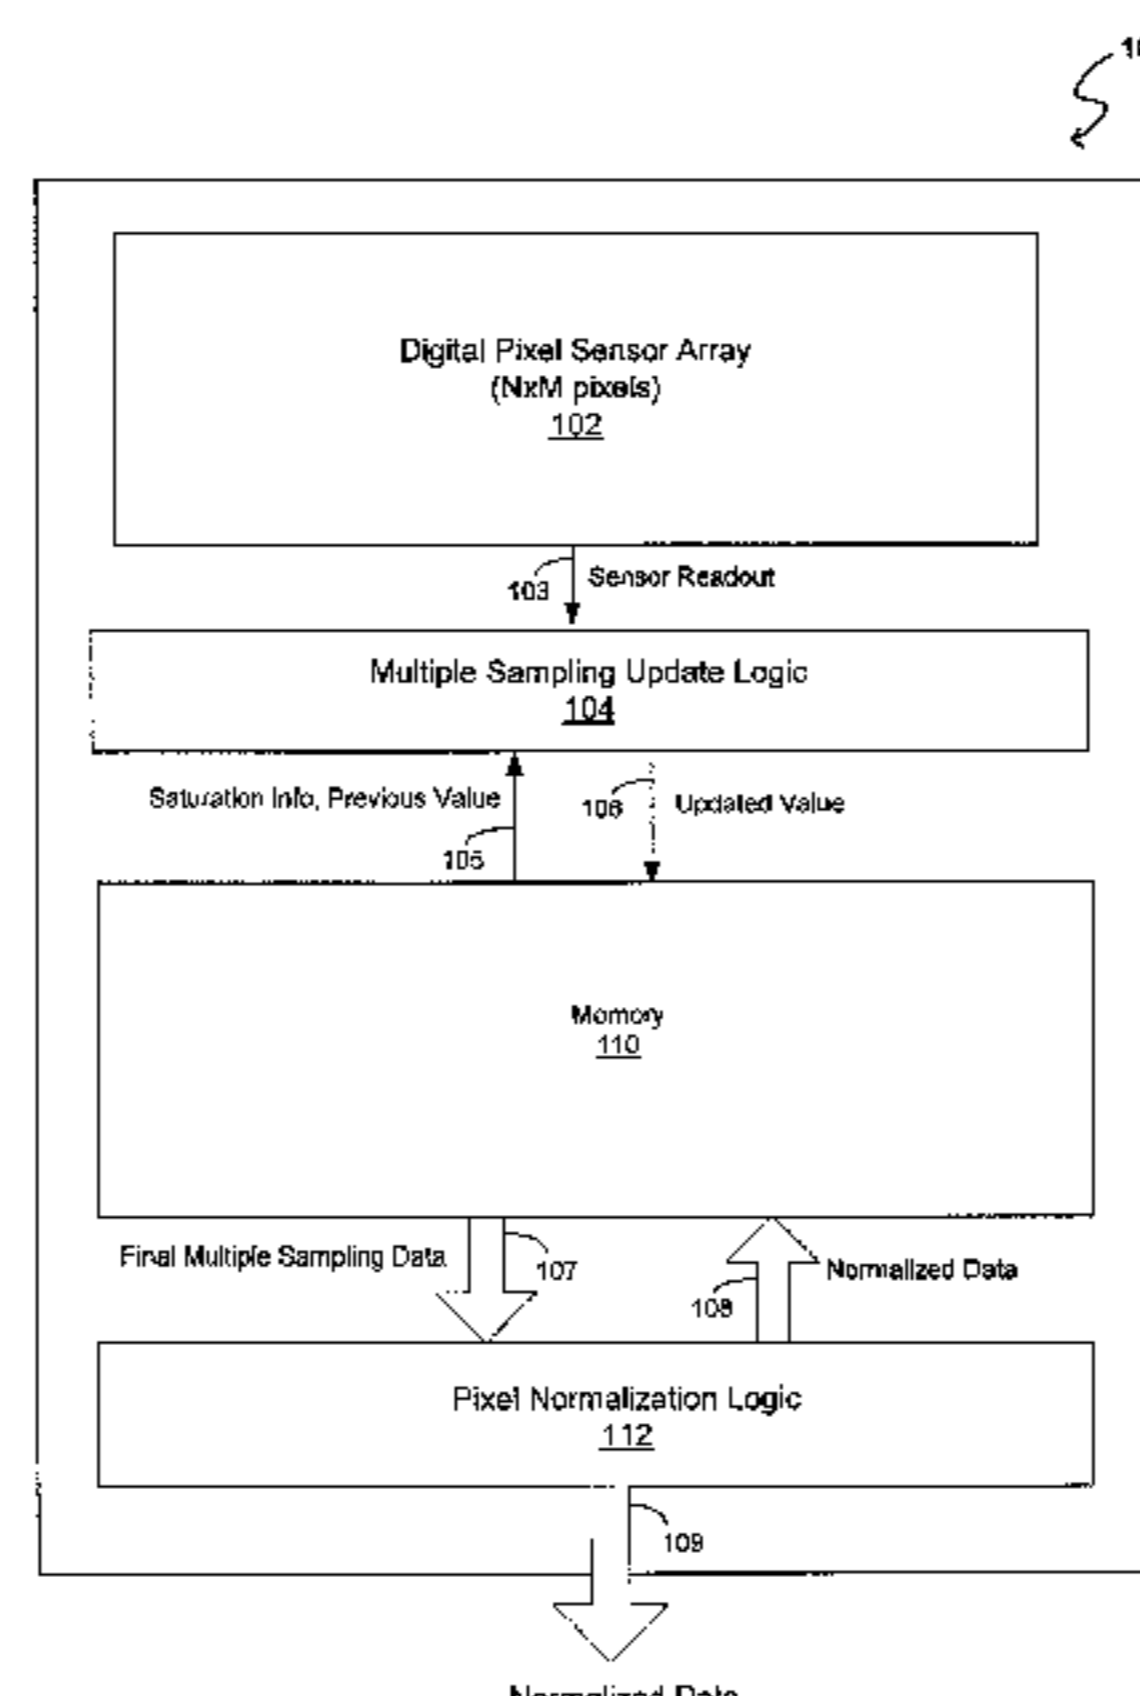 Digital Pixel Sensor Array
(NxM pixels)
102
103
Sensor Readout
Multiple Sampling Update Logic
104
Saturation Info, Previous Value
105
106
Updated Value
Memory
110
Final Multiple Sampling Data
107
108
Normalized Data
Pixel Normalization Logic
112
109
Normalized Data